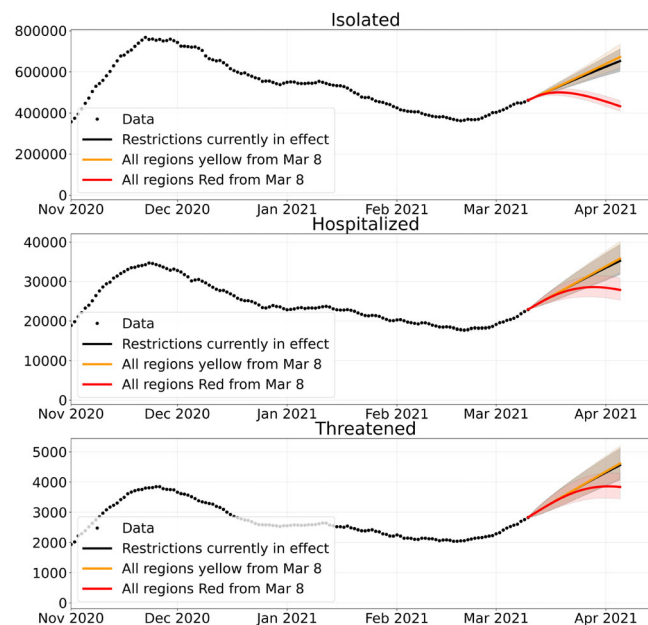 Isolated
800000
600000
400000
200000
0
Data
Restrictions currently in effect
All regions yellow from Mar 8
All regions Red from Mar 8
Nov 2020 Dec 2020 Jan 2021 Feb 2021 Mar 2021 Apr 2021
Hospitalized
40000
30000
20000
10000
0
Data
Restrictions currently in effect
All regions yellow from Mar 8
All regions Red from Mar 8
Nov 2020 Dec 2020 Jan 2021 Feb 2021 Mar 2021 Apr 2021
Threatened
5000
4000
3000
2000
1000
0
Data
Restrictions currently in effect
All regions yellow from Mar 8
All regions Red from Mar 8
Nov 2020 Dec 2020 Jan 2021 Feb 2021 Mar 2021 Apr 2021